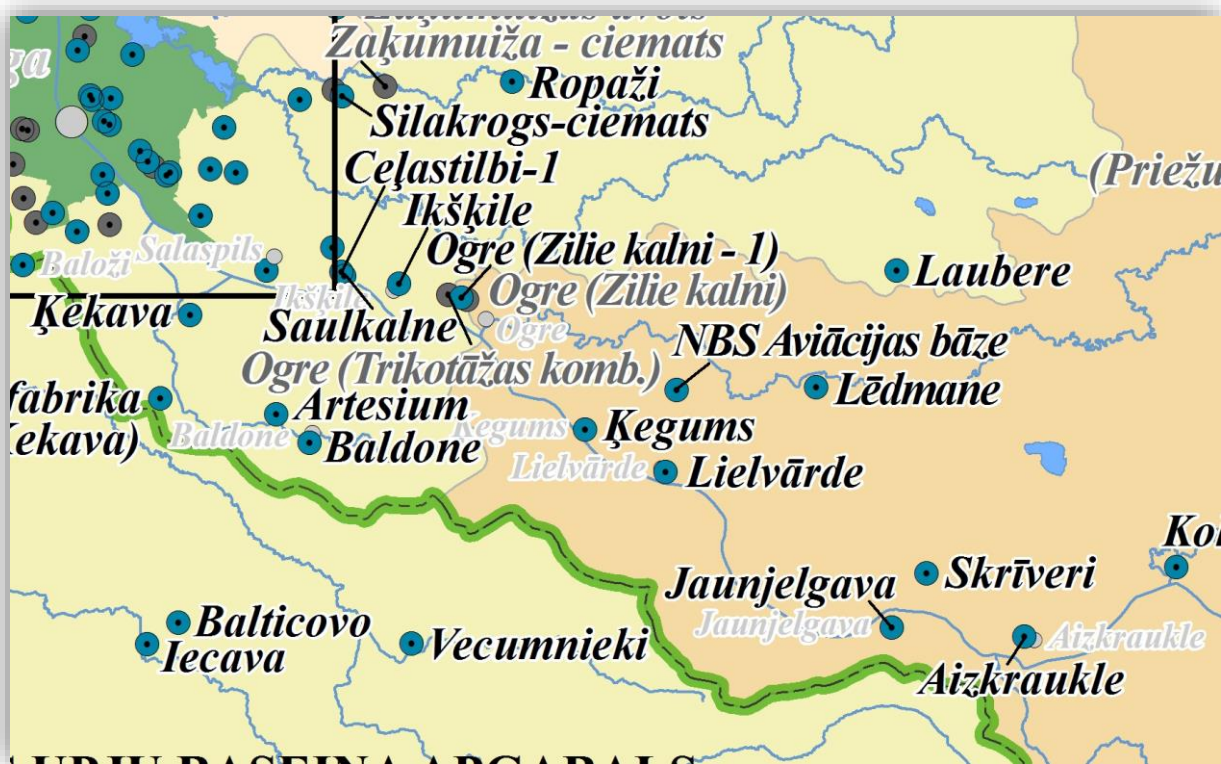 Zaķumuiža - ciemats
Ropaži
Silakrogs-ciemats
Ceļastilbi-1
(Priežu
Ikšķile
Salaspils
Ogre (Zilie kalni - 1)
Baloži
Laubere
Ikšķile
Ogre (Zilie kalni)
Ķekava
Saulkalne
Ogre
NBS Aviācijas bāze
Ogre (Trikotāžas komb.)
Lēdmane
fabrika
Artesium
Ķegums
Ķegums
Baldone
Baldone
Lielvārde
Lielvārde
Skrīveri
Jaunjelgava
Balticovo
Jaunjelgava
Aizkraukle
Vecumnieki
Iecava
Aizkraukle